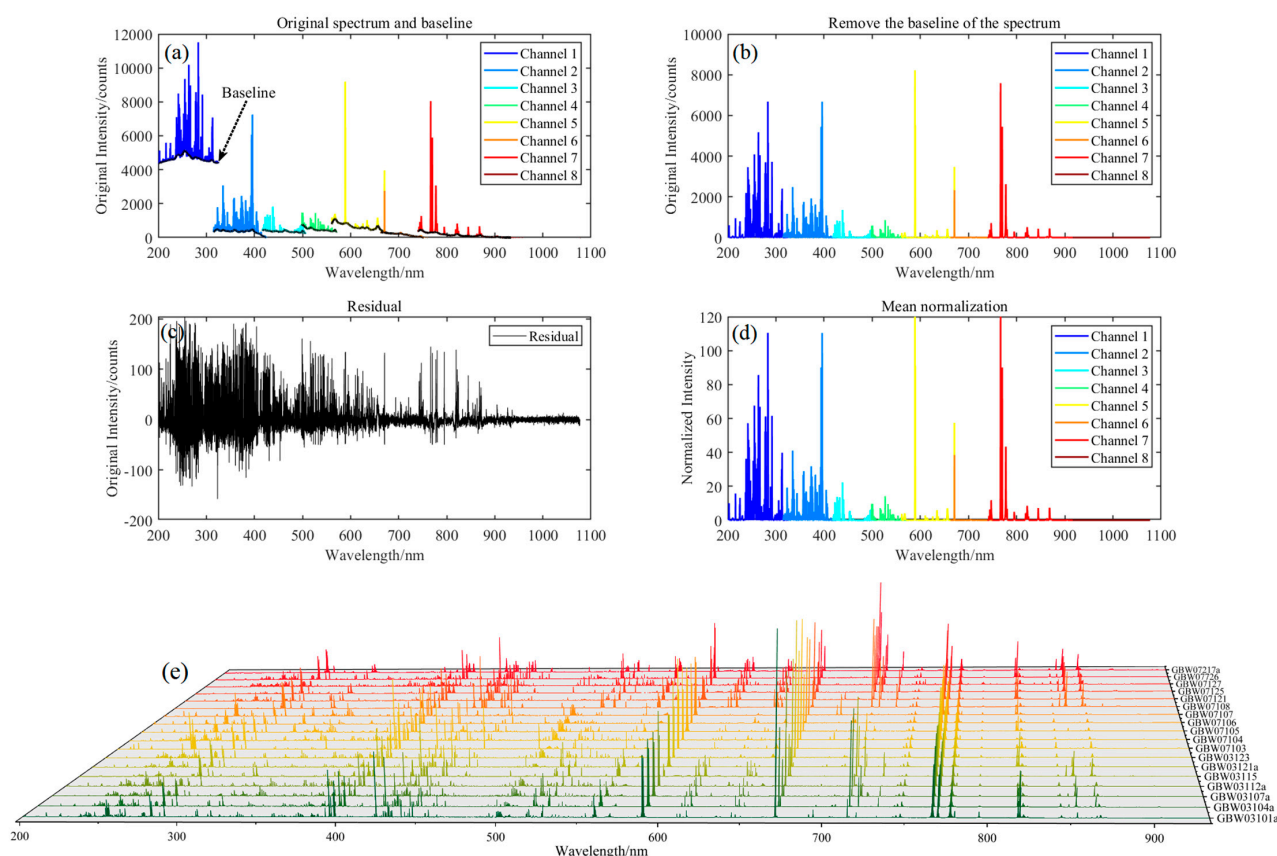 Original spectrum and baseline
(a)
Original Intensity/counts
12000
10000
8000
6000
4000
2000
0
Baseline
Channel 1
Channel 2
Channel 3
Channel 4
Channel 5
Channel 6
Channel 7
Channel 8
200 300 400 500 600 700 800 900 1000 1100
Wavelength/nm
Remove the baseline of the spectrum
(b)
Original Intensity/counts
10000
8000
6000
4000
2000
0
Channel 1
Channel 2
Channel 3
Channel 4
Channel 5
Channel 6
Channel 7
Channel 8
200 300 400 500 600 700 800 900 1000 1100
Wavelength/nm
Residual
(c)
Original Intensity/counts
200
100
0
-100
-200
Residual
200 300 400 500 600 700 800 900 1000 1100
Wavelength/nm
Mean normalization
(d)
Normalized Intensity
120
100
80
60
40
20
0
Channel 1
Channel 2
Channel 3
Channel 4
Channel 5
Channel 6
Channel 7
Channel 8
200 300 400 500 600 700 800 900 1000 1100
Wavelength/nm
(e)
GBW07217a
GBW07726
GBW07127
GBW07125
GBW07121
GBW07108
GBW07107
GBW07106
GBW07105
GBW07104
GBW07103
GBW03123
GBW03121a
GBW03115
GBW03112a
GBW03107a
GBW03104a
GBW03101a
200 300 400 500 600 700 800 900
Wavelength/nm